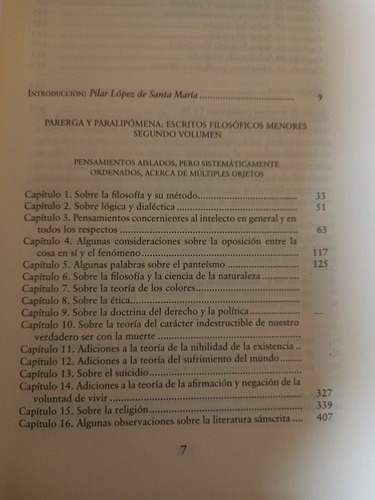 INTRODUCCIÓN: Pilar López de Santa María ........................ 9
PARERGA Y PARALIPÓMENA: ESCRITOS FILOSÓFICOS MENORES
SEGUNDO VOLUMEN
PENSAMIENTOS AISLADOS, PERO SISTEMÁTICAMENTE
ORDENADOS, ACERCA DE MÚLTIPLES OBJETOS
Capítulo 1. Sobre la filosofía y su método............................. 33
Capítulo 2. Sobre lógica y dialéctica................................... 51
Capítulo 3. Pensamientos concernientes al intelecto en general y en
todos los respectos ........................................ 63
Capítulo 4. Algunas consideraciones sobre la oposición entre la
cosa en sí y el fenómeno................................... 117
Capítulo 5. Algunas palabras sobre el panteísmo ................... 125
Capítulo 6. Sobre la filosofía y la ciencia de la naturaleza ..........
Capítulo 7. Sobre la teoría de los colores..........................
Capítulo 8. Sobre la ética..................................
Capítulo 9. Sobre la doctrina del derecho y la política ............
Capítulo 10. Sobre la teoría del carácter indestructible de nuestro
verdadero ser con la muerte .......................
Capítulo 11. Adiciones a la teoría de la nihilidad de la existencia ..
Capítulo 12. Adiciones a la teoría del sufrimiento del mundo.......
Capítulo 13. Sobre el suicidio................................
Capítulo 14. Adiciones a la teoría de la afirmación y negación de la
voluntad de vivir ................................... 327
Capítulo 15. Sobre la religión................................ 339
Capítulo 16. Algunas observaciones sobre la literatura sánscrita .... 407
7